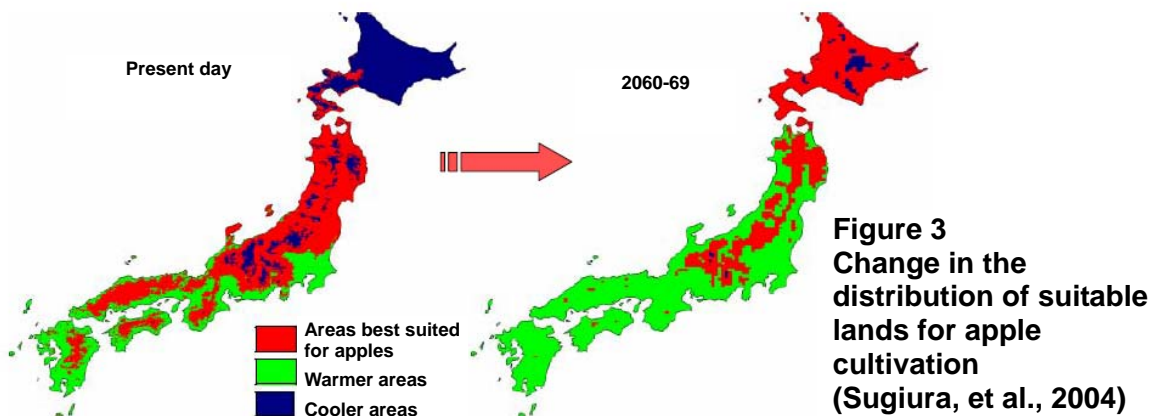 Present day
2060-69
Areas best suited
for apples
Warmer areas
Cooler areas
Figure 3
Change in the
distribution of suitable
lands for apple
cultivation
(Sugiura, et al., 2004)